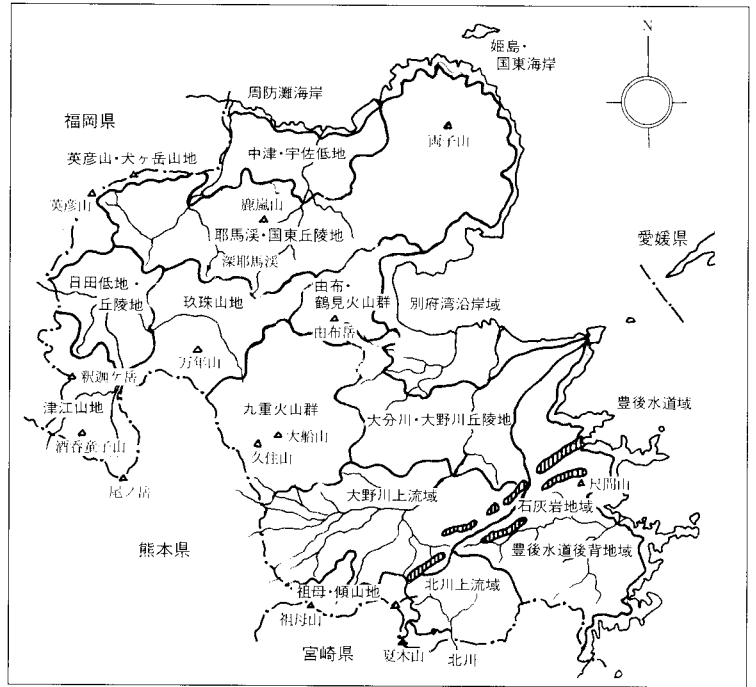 姫島・
国東海岸
N
周防灘海岸
福岡県
両子山
英彦山・犬ヶ岳山地
中津・宇佐低地
英彦山
鹿嵐山
耶馬渓・国東丘陵地
愛媛県
深耶馬渓
日田低地・
丘陵地
玖珠山地
由布・
鶴見火山群
別府湾沿岸域
由布岳
万年山
釈迦ケ岳
豊後水道域
津江山地
九重火山群
大分川・大野川丘陵地
大船山
酒呑童子山
久住山
尺間山
尾ノ岳
大野川上流域
石灰岩地域
熊本県
豊後水道後背地域
祖母・傾山地
北川上流域
祖母山
宮崎県
夏木山
北川